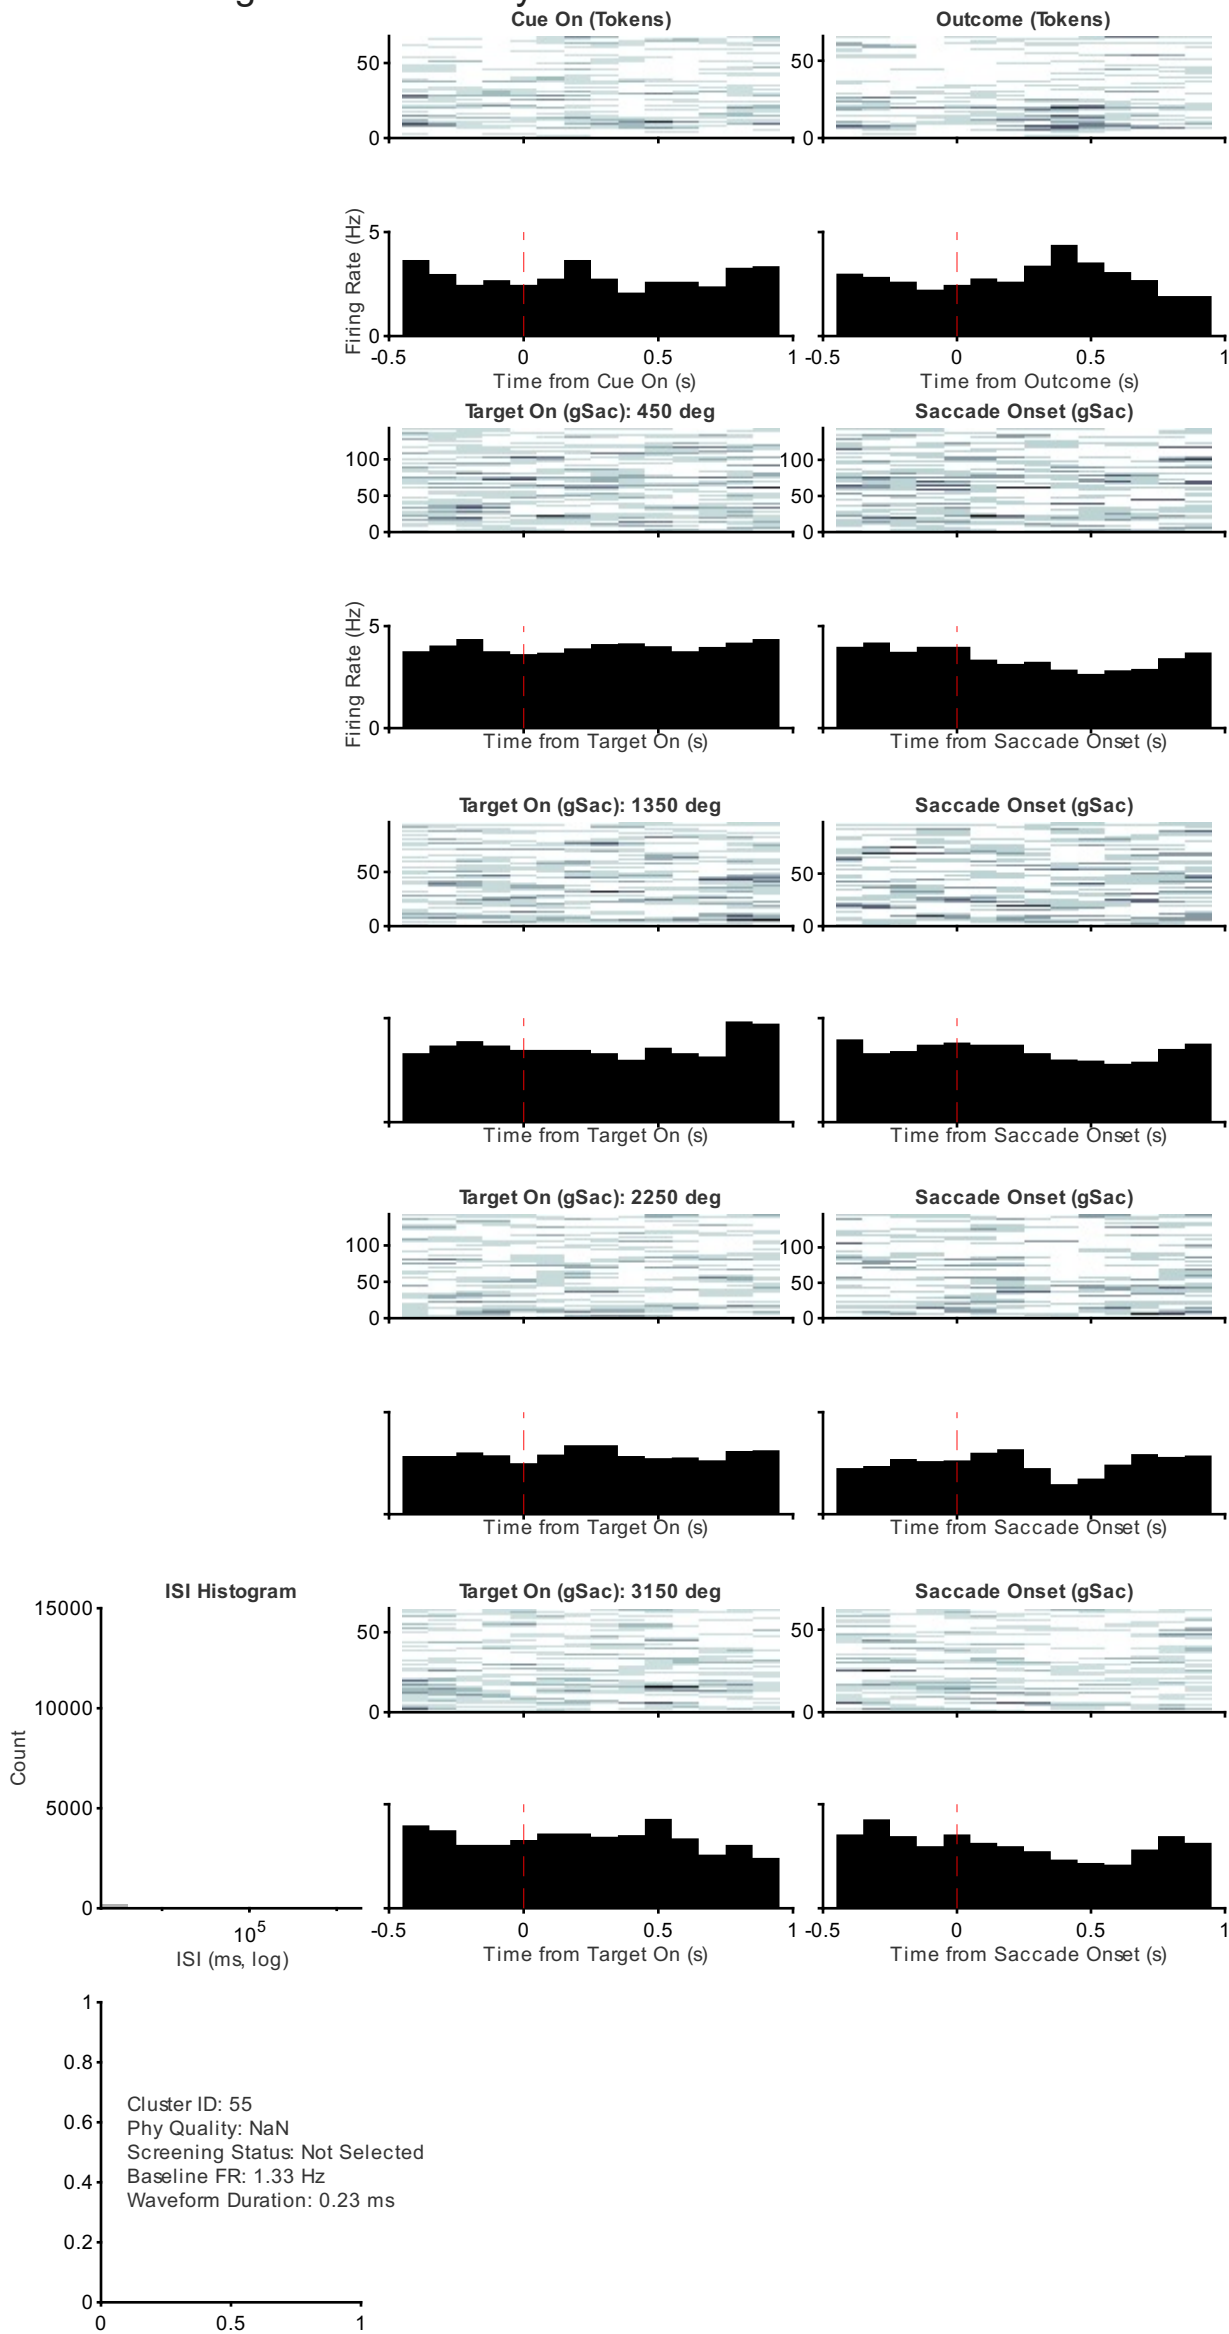 Cue On (Tokens)
Outcome (Tokens)
50
0
50
0
Firing Rate (Hz)
5
0
-0.5
0
0.5
1
Time from Cue On (s)
-0.5
0
0.5
1
Time from Outcome (s)
Target On (gSac): 450 deg
Saccade Onset (gSac)
100
50
0
100
50
0
Firing Rate (Hz)
5
0
Time from Target On (s)
Time from Saccade Onset (s)
Target On (gSac): 1350 deg
Saccade Onset (gSac)
50
0
50
0
Time from Target On (s)
Time from Saccade Onset (s)
Target On (gSac): 2250 deg
Saccade Onset (gSac)
100
50
0
100
50
0
Time from Target On (s)
Time from Saccade Onset (s)
ISI Histogram
15000
10000
5000
0
Count
10^5
ISI (ms, log)
Target On (gSac): 3150 deg
Saccade Onset (gSac)
50
0
50
0
-0.5
0
0.5
1
Time from Target On (s)
-0.5
0
0.5
1
Time from Saccade Onset (s)
1
0.8
0.6
0.4
0.2
0
Cluster ID: 55
Phy Quality: NaN
Screening Status: Not Selected
Baseline FR: 1.33 Hz
Waveform Duration: 0.23 ms
0
0.5
1